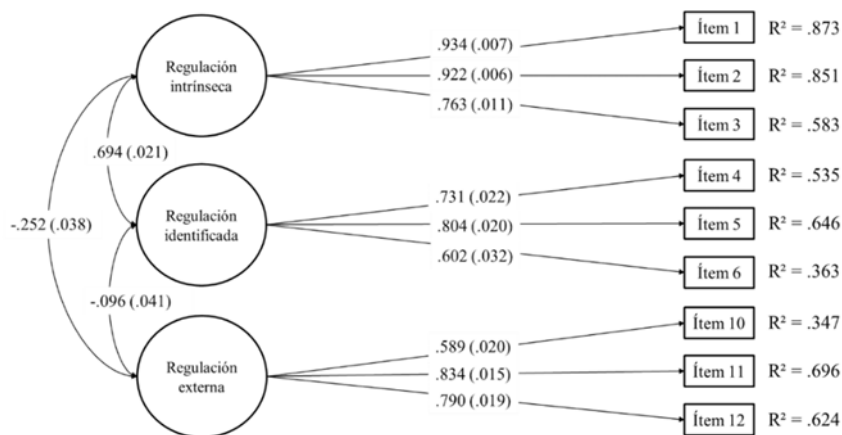 Regulación
intrínseca
.934 (.007)
.922 (.006)
.763 (.011)
Ítem 1 R² = .873
Ítem 2 R² = .851
Ítem 3 R² = .583
.694 (.021)
-.252 (.038)
Regulación
identificada
.731 (.022)
.804 (.020)
.602 (.032)
Ítem 4 R² = .535
Ítem 5 R² = .646
Ítem 6 R² = .363
-.096 (.041)
Regulación
externa
.589 (.020)
.834 (.015)
.790 (.019)
Ítem 10 R² = .347
Ítem 11 R² = .696
Ítem 12 R² = .624